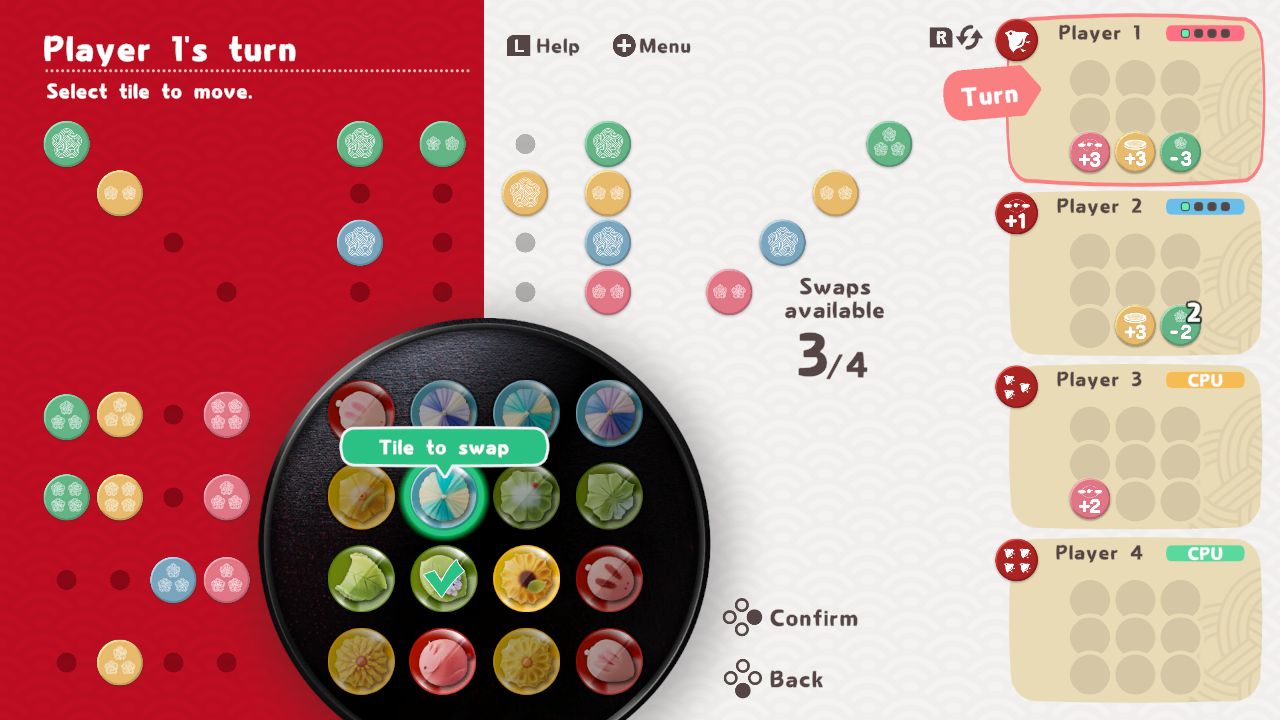 Player 1's turn
Select tile to move.
L Help
Menu
R
Turn
Player 1
+3 +3 -3
Player 2
+1
+3 -2 2
Player 3 CPU
+2
Player 4 CPU
Swaps
available
3/4
Tile to swap
Confirm
Back